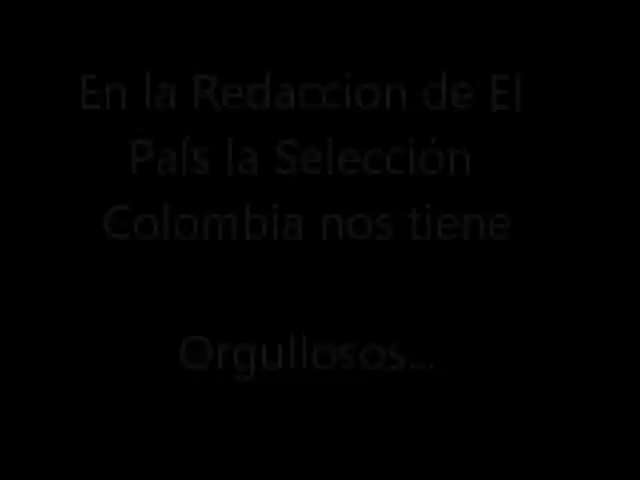 En la Redaccion de El
País la Selección
Colombia nos tiene
Orgullosos...